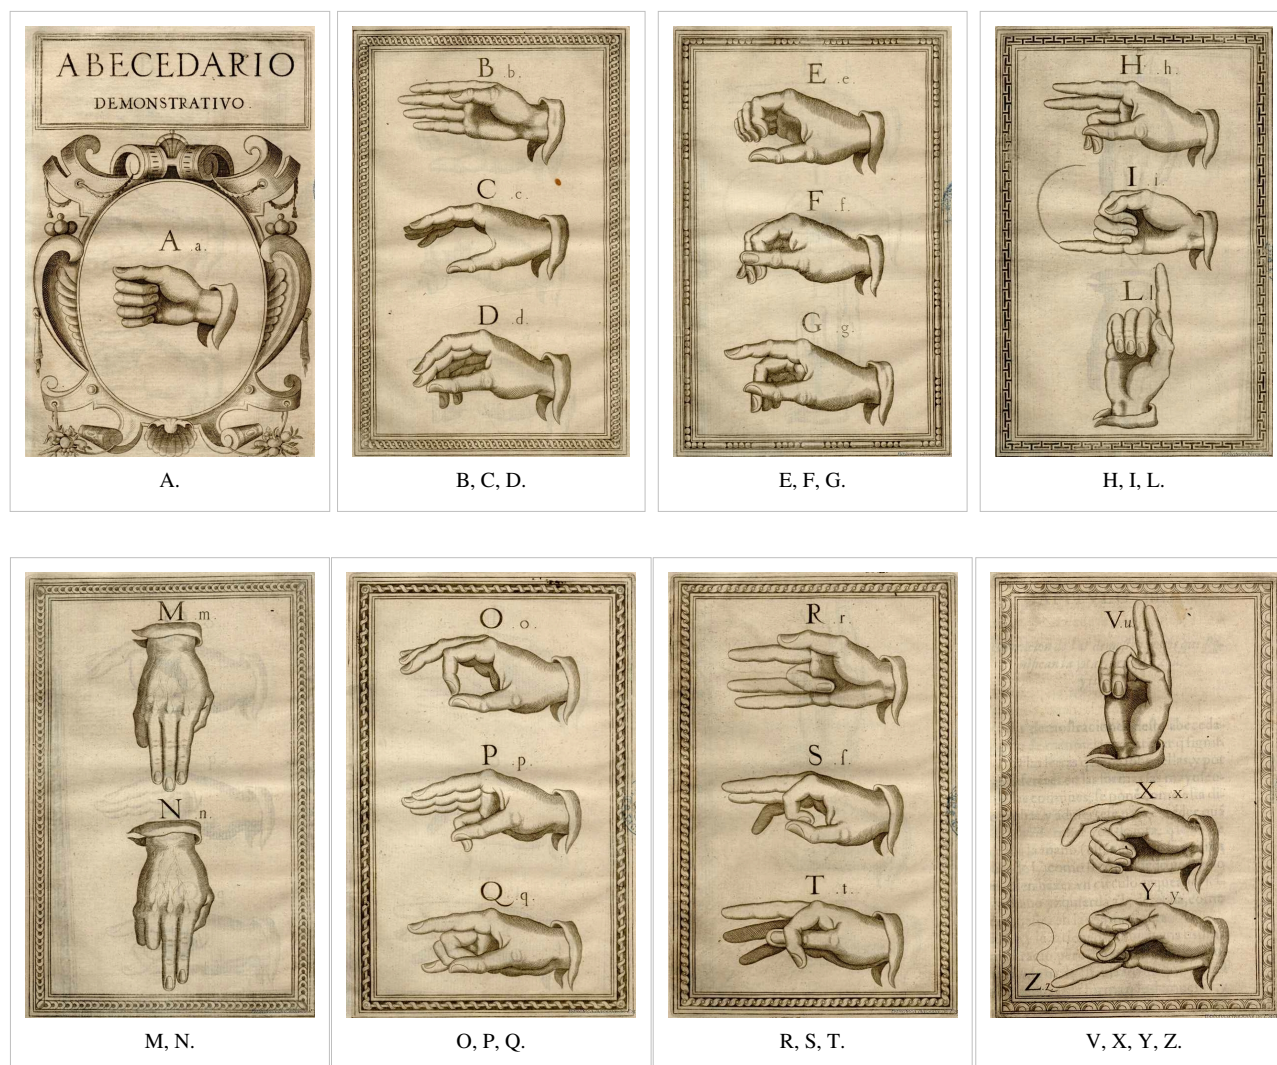 ABECEDARIO
DEMONSTRATIVO.
A .a.
A.
B .b.
C .c.
D .d.
B, C, D.
E .e.
F .f.
G .g.
E, F, G.
H .h.
I .i.
L .l.
H, I, L.
M .m.
N .n.
M, N.
O .o.
P .p.
Q .q.
O, P, Q.
R .r.
S .ſ.
T .t.
R, S, T.
V .u.
X .x.
Y .y.
Z .z.
V, X, Y, Z.